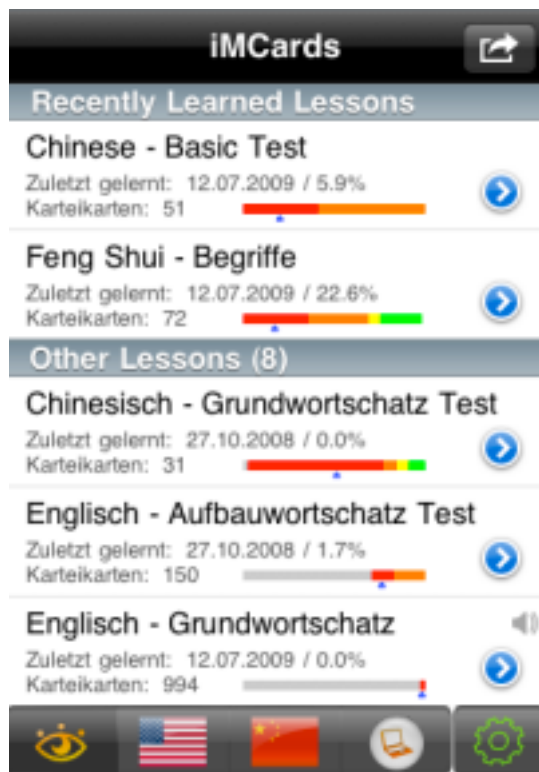 iMCards
Recently Learned Lessons
Chinese - Basic Test
Zuletzt gelernt: 12.07.2009 / 5.9%
Karteikarten: 51
Feng Shui - Begriffe
Zuletzt gelernt: 12.07.2009 / 22.6%
Karteikarten: 72
Other Lessons (8)
Chinesisch - Grundwortschatz Test
Zuletzt gelernt: 27.10.2008 / 0.0%
Karteikarten: 31
Englisch - Aufbauwortschatz Test
Zuletzt gelernt: 27.10.2008 / 1.7%
Karteikarten: 150
Englisch - Grundwortschatz
Zuletzt gelernt: 12.07.2009 / 0.0%
Karteikarten: 994